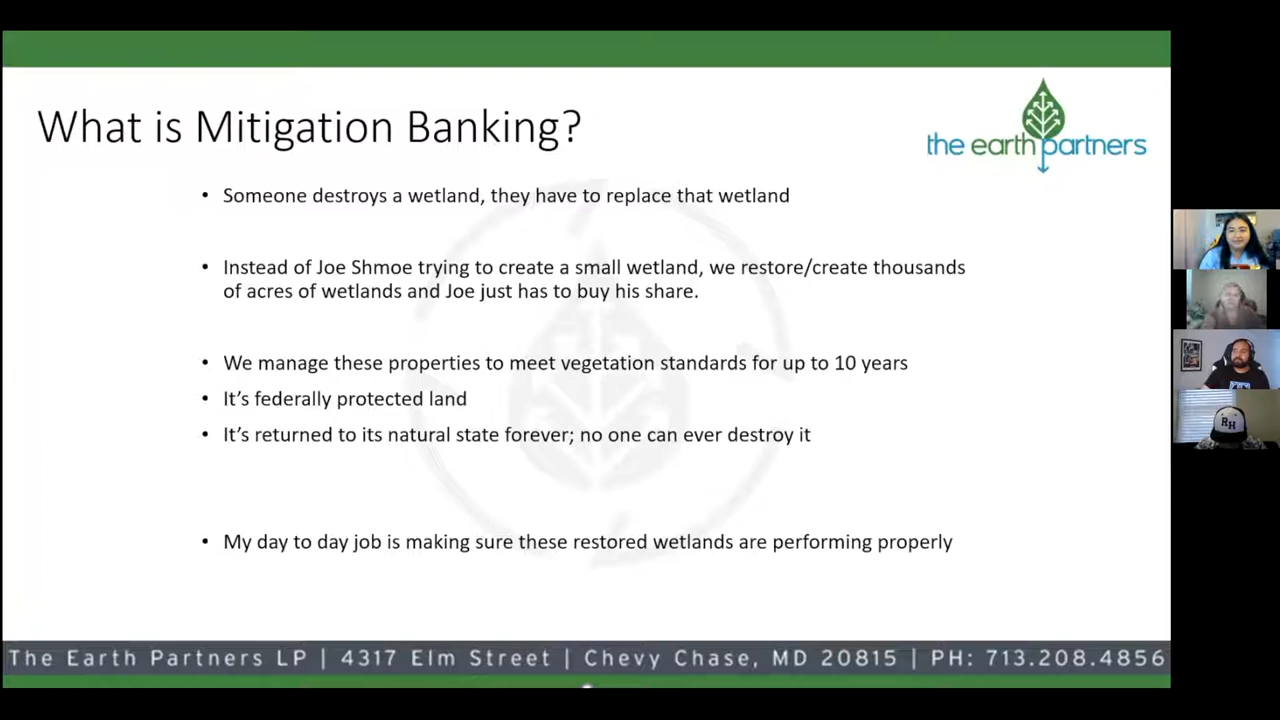 What is Mitigation Banking?
the earth partners
• Someone destroys a wetland, they have to replace that wetland
• Instead of Joe Shmoe trying to create a small wetland, we restore/create thousands
of acres of wetlands and Joe just has to buy his share.
• We manage these properties to meet vegetation standards for up to 10 years
• It’s federally protected land
• It’s returned to its natural state forever; no one can ever destroy it
• My day to day job is making sure these restored wetlands are performing properly
The Earth Partners LP | 4317 Elm Street | Chevy Chase, MD 20815 | PH: 713.208.4856
RH